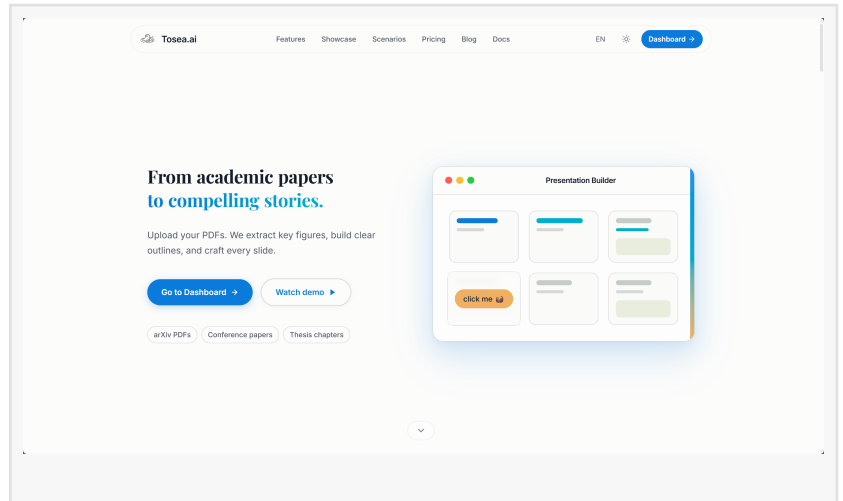 Tosea.ai
Features Showcase Scenarios Pricing Blog Docs
EN Dashboard →
From academic papers
to compelling stories.
Upload your PDFs. We extract key figures, build clear
outlines, and craft every slide.
Go to Dashboard →
Watch demo ▶
arXiv PDFs
Conference papers
Thesis chapters
Presentation Builder
click me